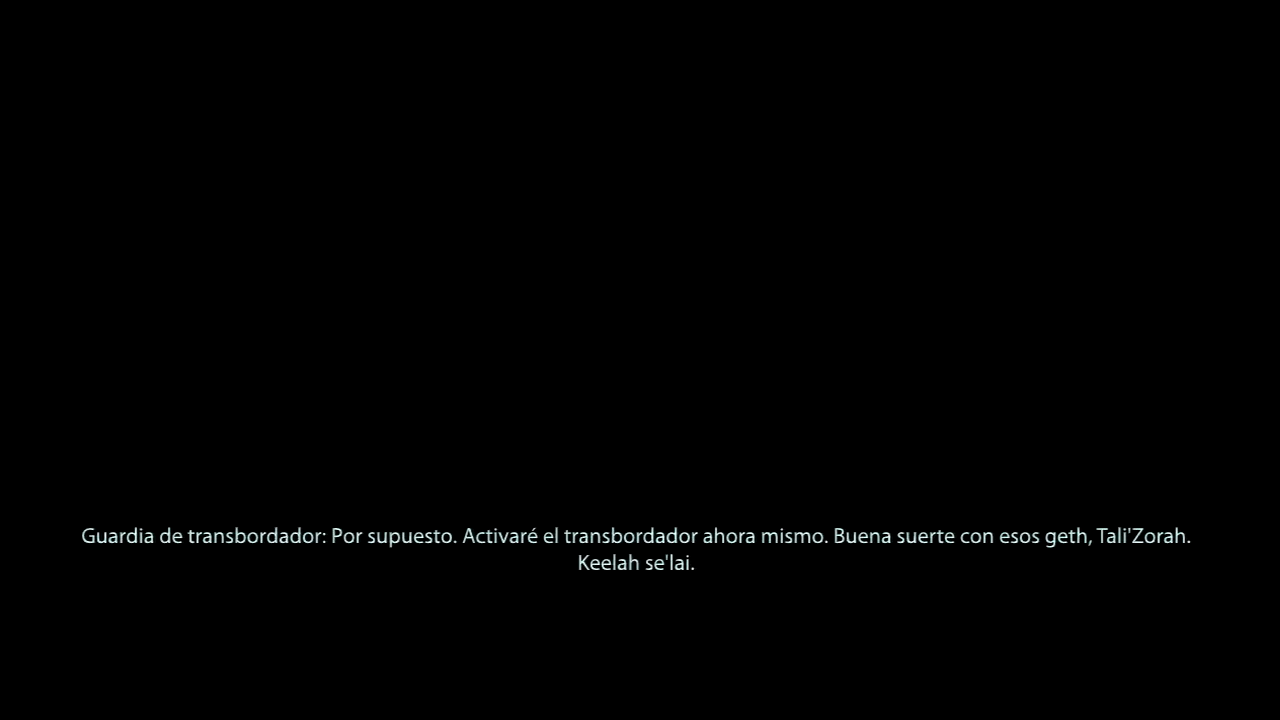 Guardia de transbordador: Por supuesto. Activaré el transbordador ahora mismo. Buena suerte con esos geth, Tali'Zorah.
Keelah se'lai.